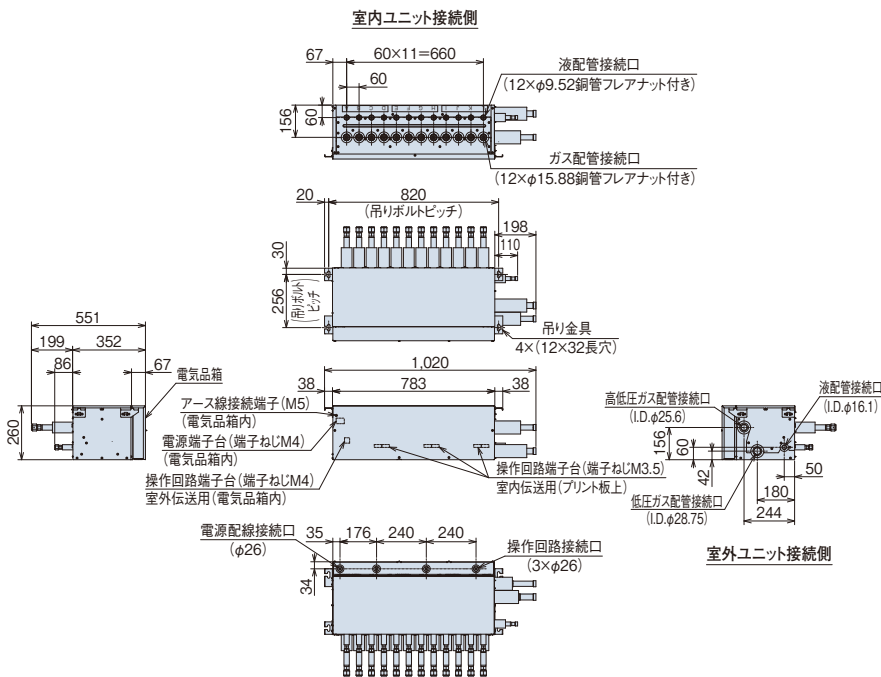 室内ユニット接続側
67
60×11=660
60
156
60
液配管接続口
(12×φ9.52銅管フレアナット付き)
ガス配管接続口
(12×φ15.88銅管フレアナット付き)
20
820
(吊りボルトピッチ)
198
110
30
256
(吊りボルト
ピッチ)
吊り金具
4×(12×32長穴)
551
199
352
86
67
電気品箱
260
1,020
38
783
38
アース線接続端子(M5)
(電気品箱内)
電源端子台(端子ねじM4)
(電気品箱内)
操作回路端子台(端子ねじM4)
室外伝送用(電気品箱内)
操作回路端子台(端子ねじM3.5)
室内伝送用(プリント板上)
高低圧ガス配管接続口
(I.D.φ25.6)
液配管接続口
(I.D.φ16.1)
156
60
42
50
180
244
低圧ガス配管接続口
(I.D.φ28.75)
室外ユニット接続側
電源配線接続口
(φ26)
35
176
240
240
34
操作回路接続口
(3×φ26)